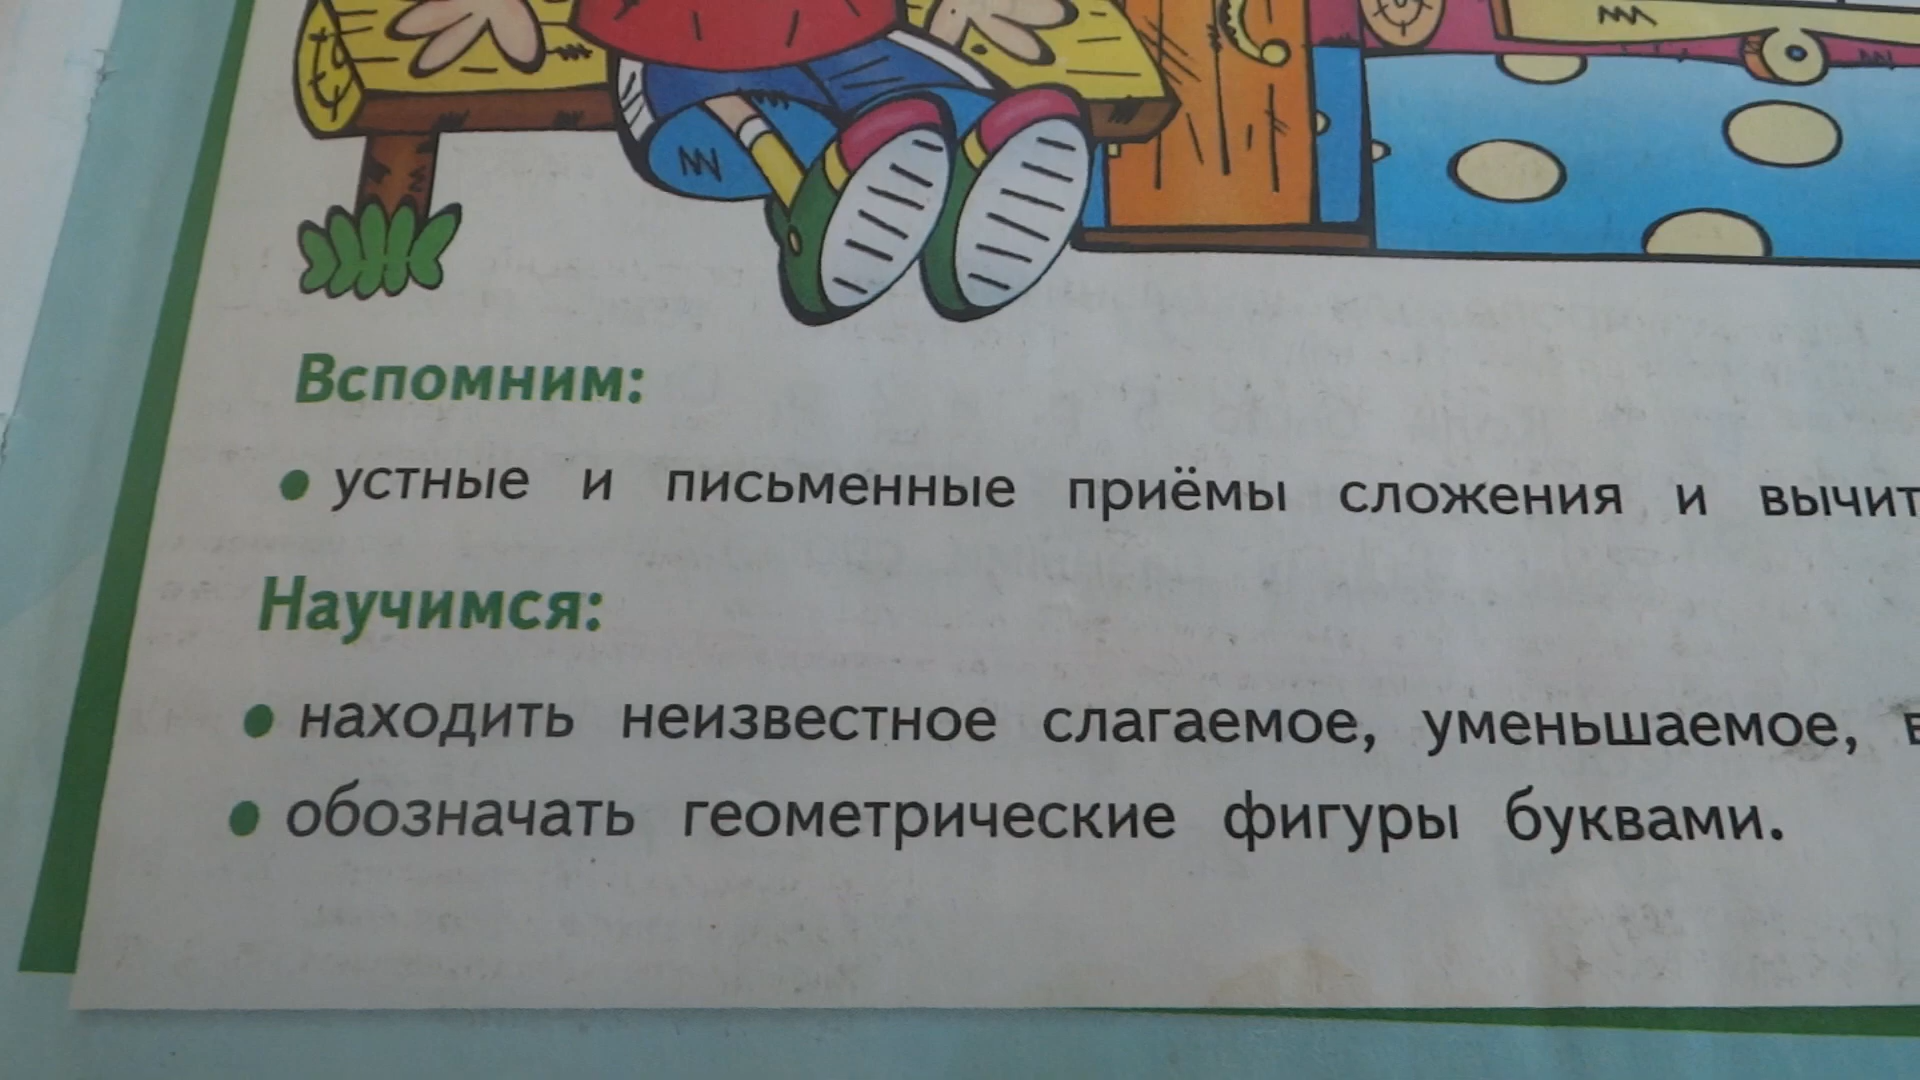 Вспомним:
• устные и письменные приёмы сложения и вычит
Научимся:
• находить неизвестное слагаемое, уменьшаемое,
• обозначать геометрические фигуры буквами.